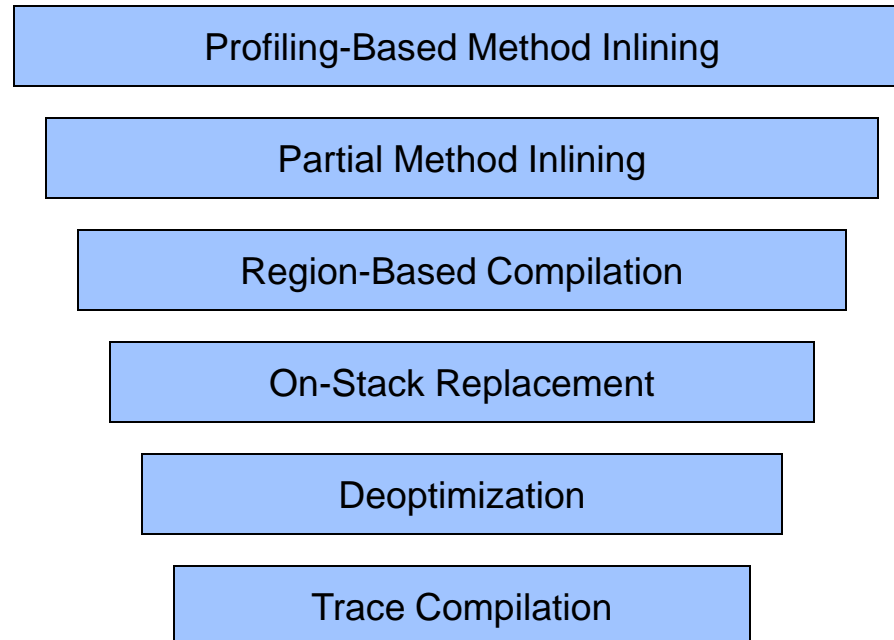 Profiling-Based Method Inlining
Partial Method Inlining
Region-Based Compilation
On-Stack Replacement
Deoptimization
Trace Compilation